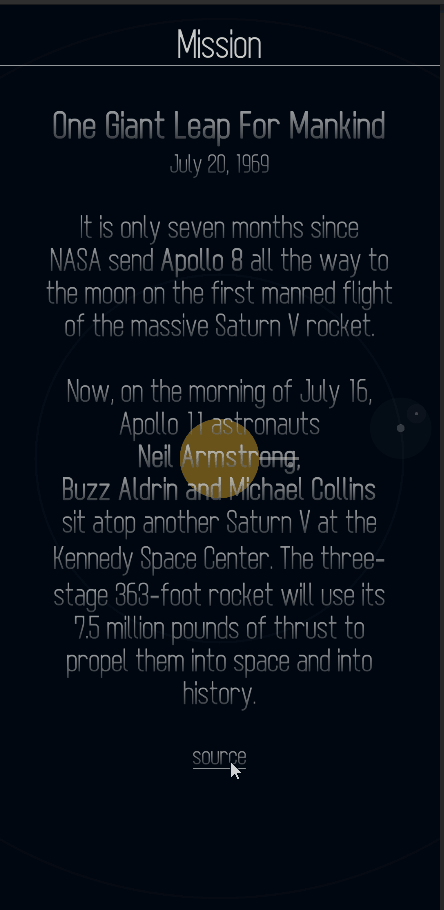 Mission
One Giant Leap For Mankind
July 20, 1969
It is only seven months since
NASA send Apollo 8 all the way to
the moon on the first manned flight
of the massive Saturn V rocket.
Now, on the morning of July 16,
Apollo 11 astronauts
Neil Armstrong,
Buzz Aldrin and Michael Collins
sit atop another Saturn V at the
Kennedy Space Center. The three-
stage 363-foot rocket will use its
7.5 million pounds of thrust to
propel them into space and into
history.
source